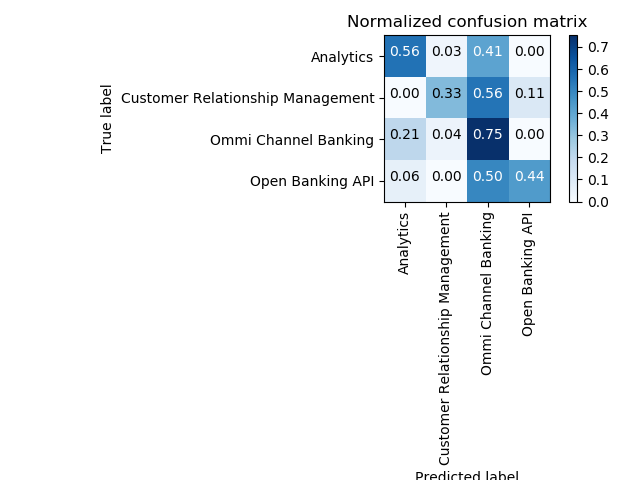 Normalized confusion matrix
True label
Analytics 0.56 0.03 0.41 0.00
Customer Relationship Management 0.00 0.33 0.56 0.11
Ommi Channel Banking 0.21 0.04 0.75 0.00
Open Banking API 0.06 0.00 0.50 0.44
Analytics
Customer Relationship Management
Ommi Channel Banking
Open Banking API
Predicted label
0.7
0.6
0.5
0.4
0.3
0.2
0.1
0.0